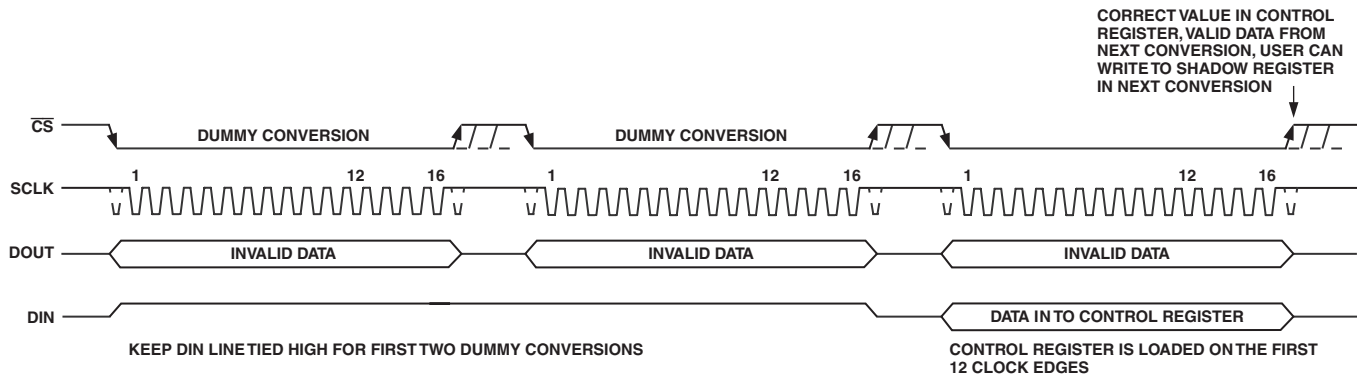 CORRECT VALUE IN CONTROL
REGISTER, VALID DATA FROM
NEXT CONVERSION, USER CAN
WRITE TO SHADOW REGISTER
IN NEXT CONVERSION
CS
DUMMY CONVERSION
DUMMY CONVERSION
SCLK
1
12
16
1
12
16
1
12
16
DOUT
INVALID DATA
INVALID DATA
INVALID DATA
DIN
DATA IN TO CONTROL REGISTER
KEEP DIN LINE TIED HIGH FOR FIRST TWO DUMMY CONVERSIONS
CONTROL REGISTER IS LOADED ON THE FIRST
12 CLOCK EDGES